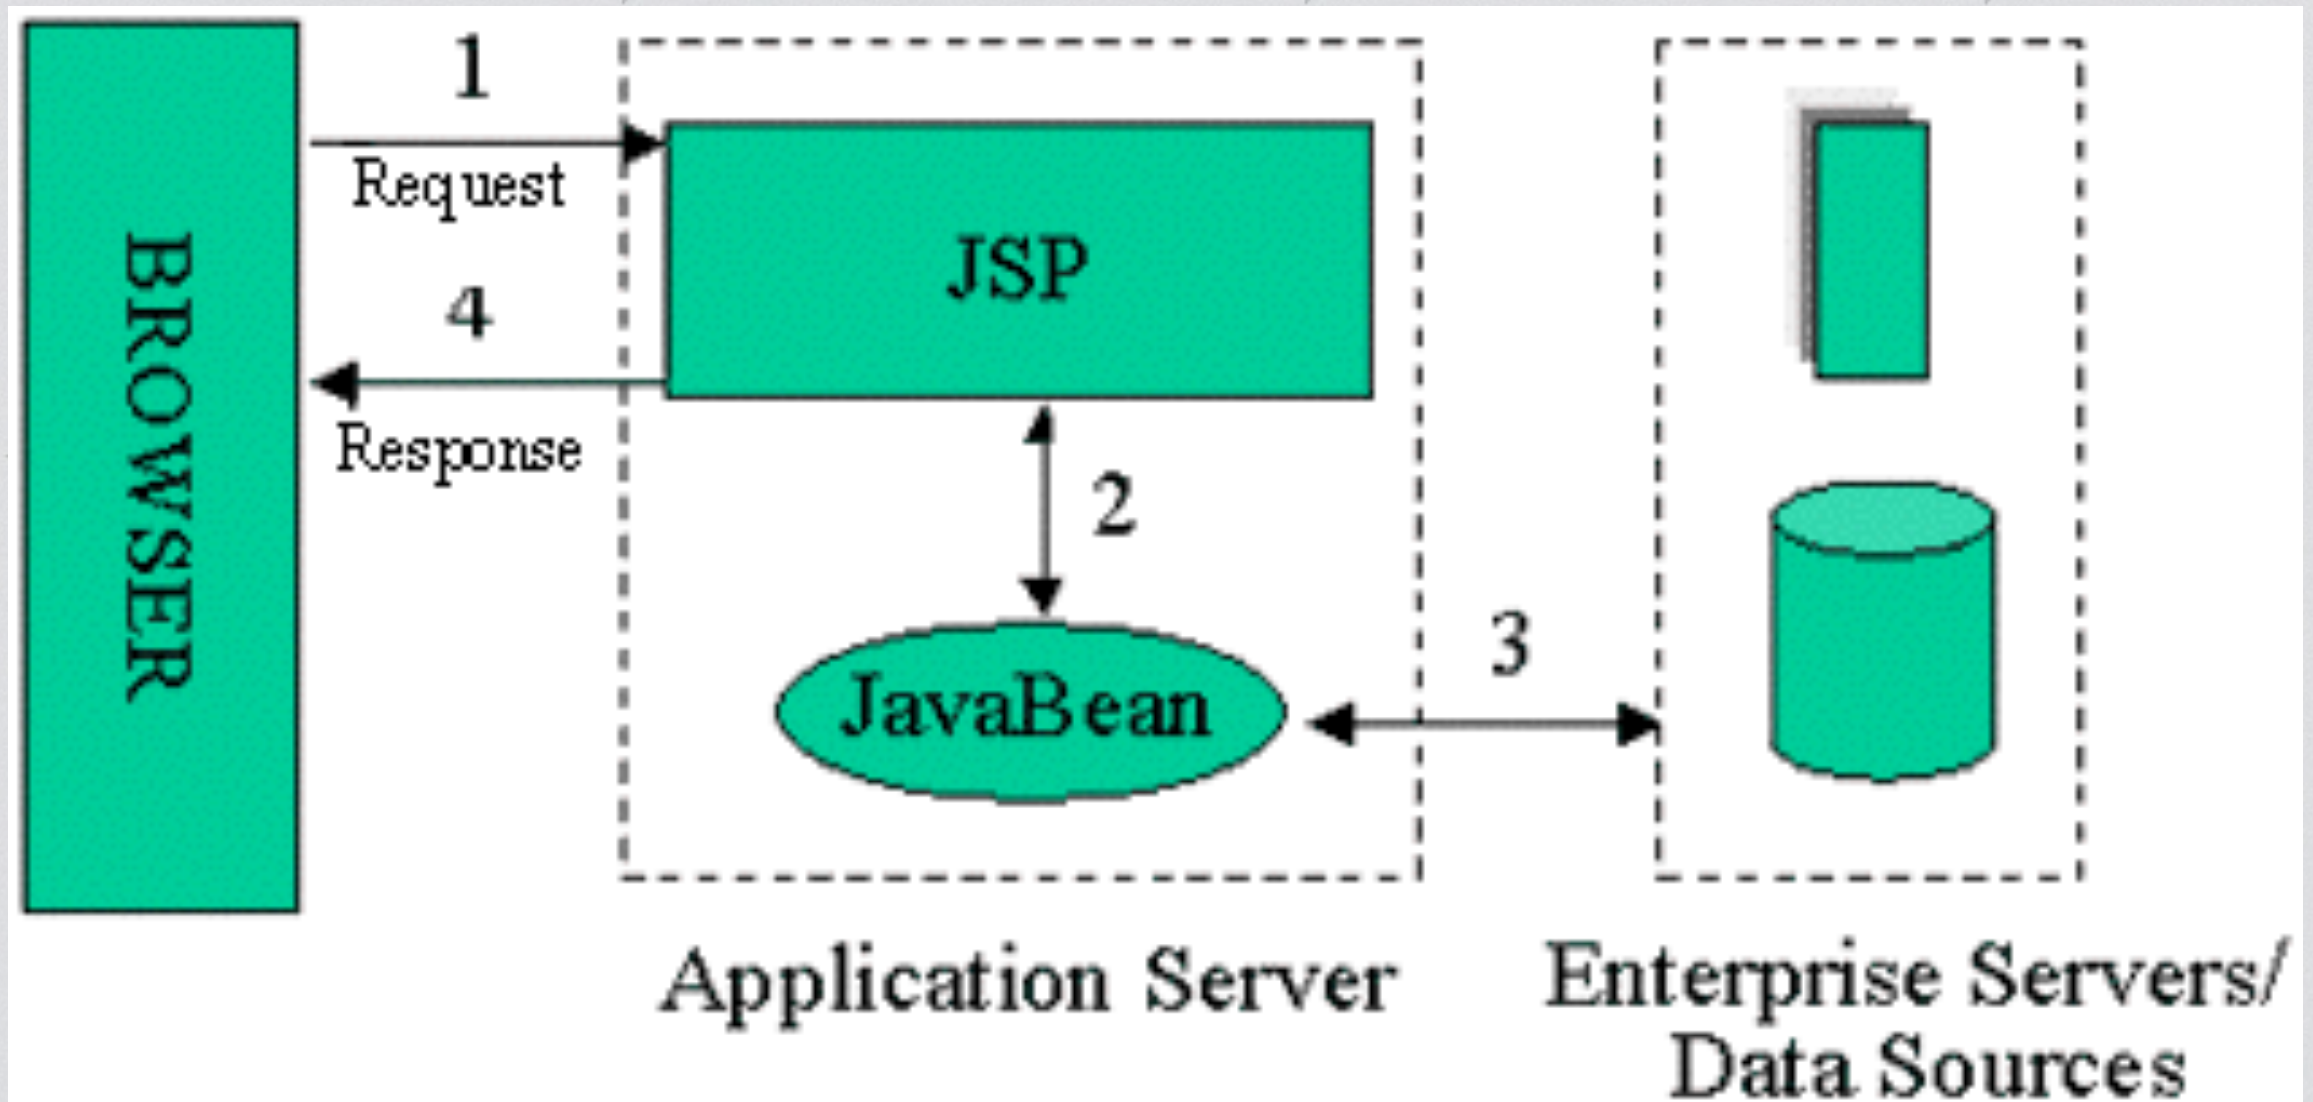 BROWSER
1
Request
4
Response
JSP
2
JavaBean
3
Application Server
Enterprise Servers/
Data Sources